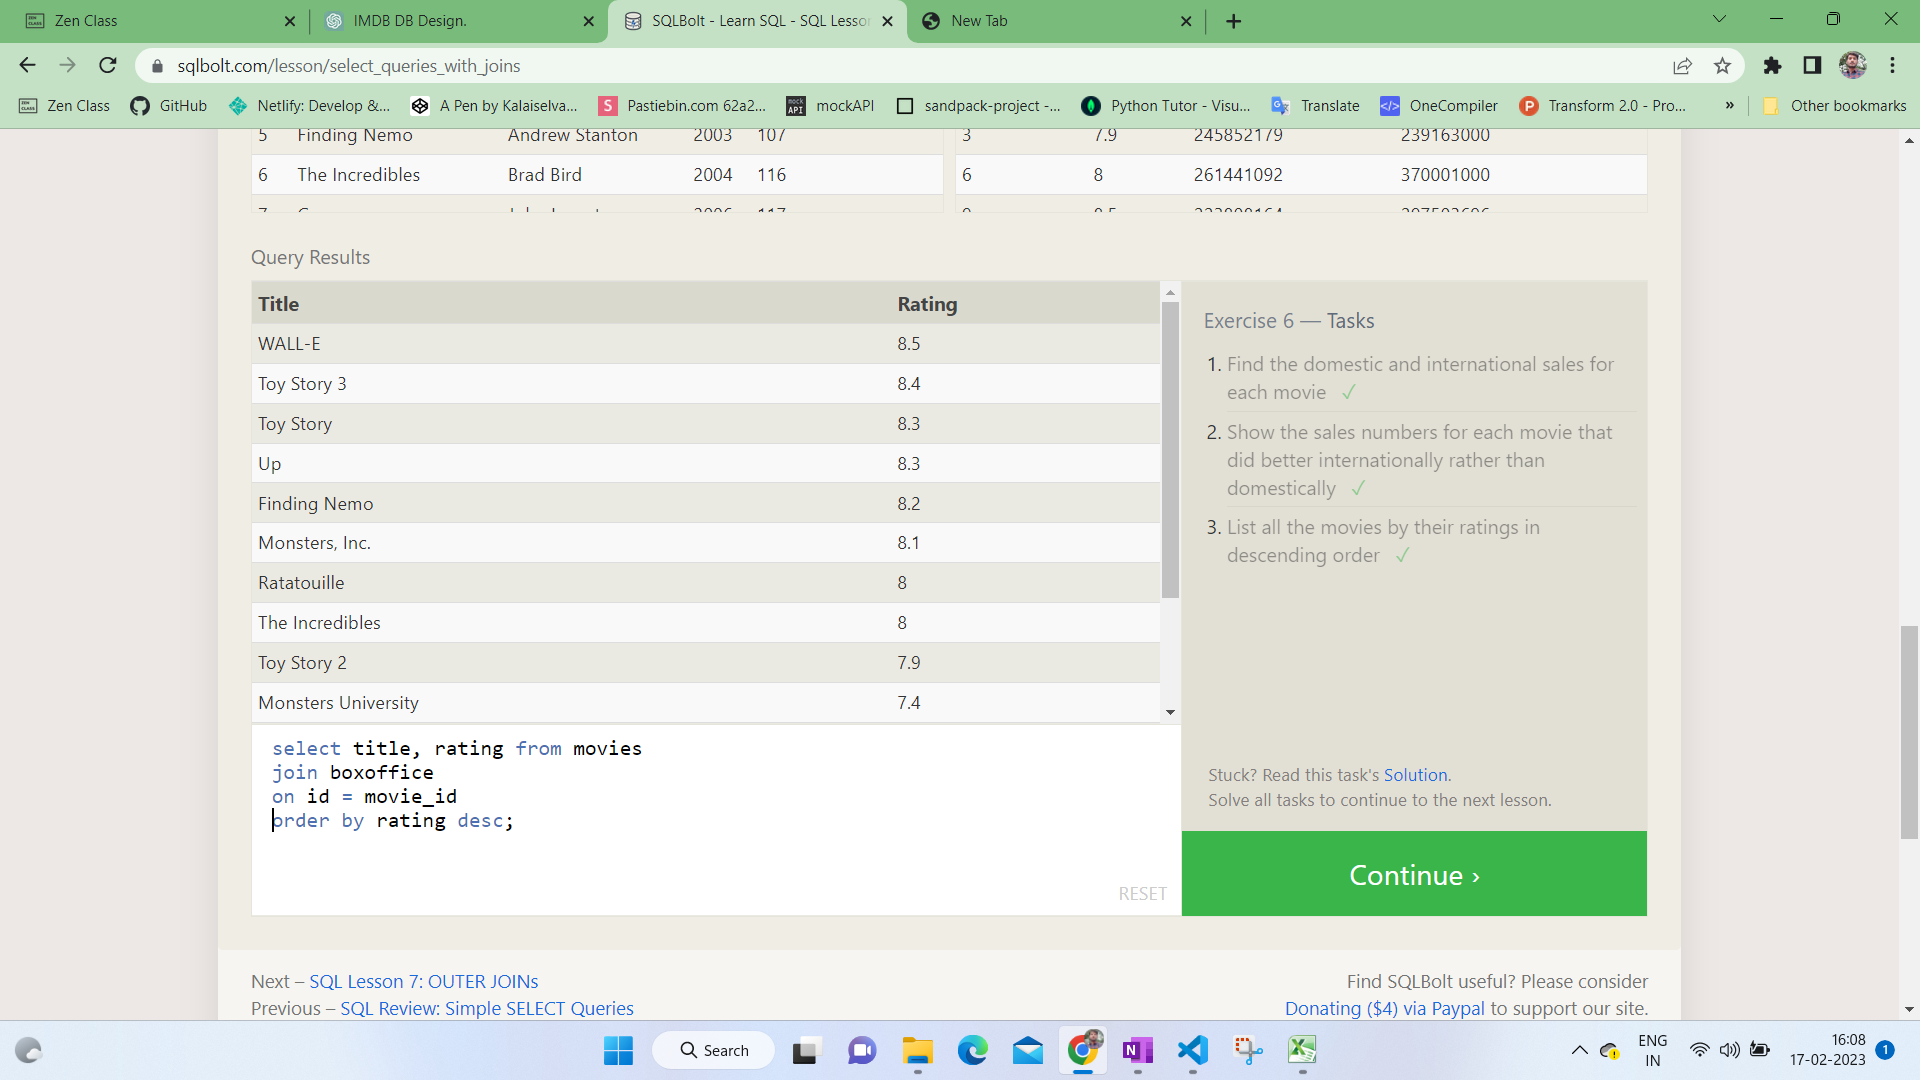 Zen Class
IMDB DB Design.
SQLBolt - Learn SQL - SQL Lesson
New Tab
sqlbolt.com/lesson/select_queries_with_joins
Zen Class
GitHub
Netlify: Develop &...
A Pen by Kalaiselva...
Pastiebin.com 62a2...
mockAPI
sandpack-project -...
Python Tutor - Visu...
Translate
OneCompiler
Transform 2.0 - Pro...
»
Other bookmarks
5 Finding Nemo Andrew Stanton 2003 107
3 7.9 245852179 239163000
6 The Incredibles Brad Bird 2004 116
6 8 261441092 370001000
Query Results
Title Rating
WALL-E 8.5
Toy Story 3 8.4
Toy Story 8.3
Up 8.3
Finding Nemo 8.2
Monsters, Inc. 8.1
Ratatouille 8
The Incredibles 8
Toy Story 2 7.9
Monsters University 7.4
select title, rating from movies
join boxoffice
on id = movie_id
order by rating desc;
RESET
Exercise 6 — Tasks
1. Find the domestic and international sales for
each movie ✓
2. Show the sales numbers for each movie that
did better internationally rather than
domestically ✓
3. List all the movies by their ratings in
descending order ✓
Stuck? Read this task's Solution.
Solve all tasks to continue to the next lesson.
Continue ›
Next – SQL Lesson 7: OUTER JOINs
Previous – SQL Review: Simple SELECT Queries
Find SQLBolt useful? Please consider
Donating ($4) via Paypal to support our site.
Search
ENG
IN
16:08
17-02-2023
1